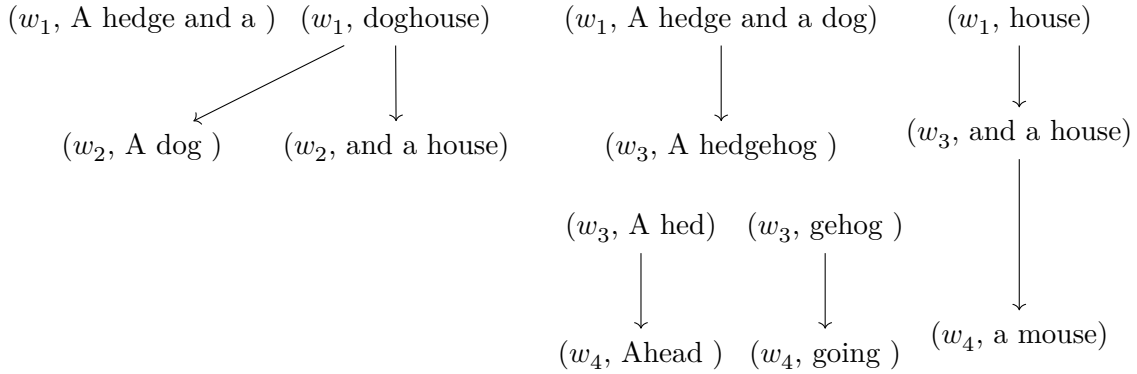 (w₁, A hedge and a ) (w₁, doghouse) (w₁, A hedge and a dog) (w₁, house)
(w₂, A dog ) (w₂, and a house) (w₃, A hedgehog ) (w₃, and a house)
(w₃, A hed) (w₃, gehog )
(w₄, Ahead ) (w₄, going ) (w₄, a mouse)